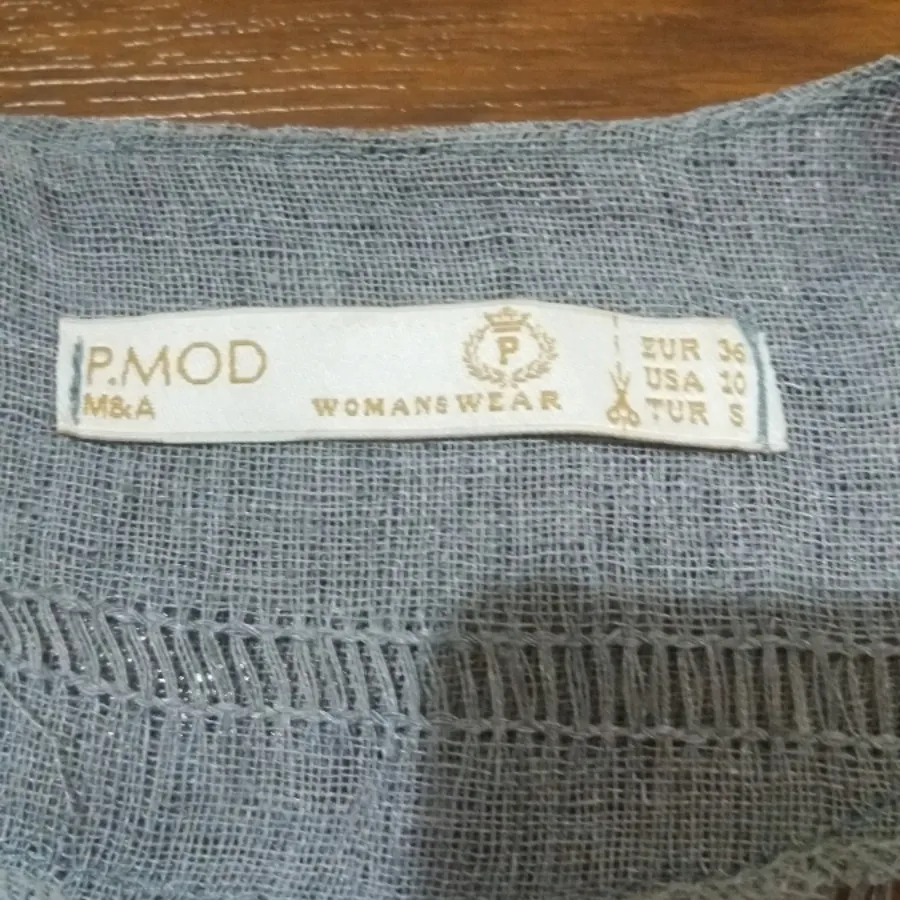 P.MOD
M&A
P
WOMANS WEAR
EUR 36
USA 10
TUR S